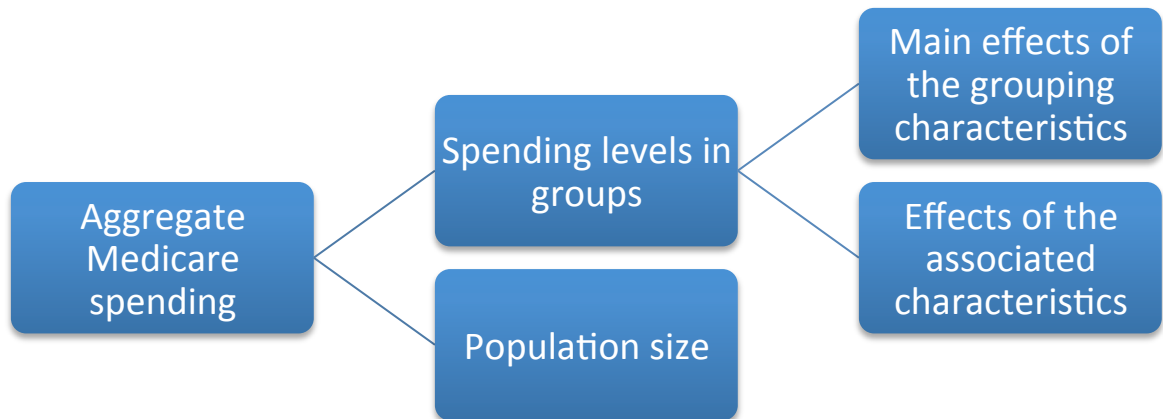 Aggregate
Medicare
spending
Spending levels in
groups
Population size
Main effects of
the grouping
characteristics
Effects of the
associated
characteristics